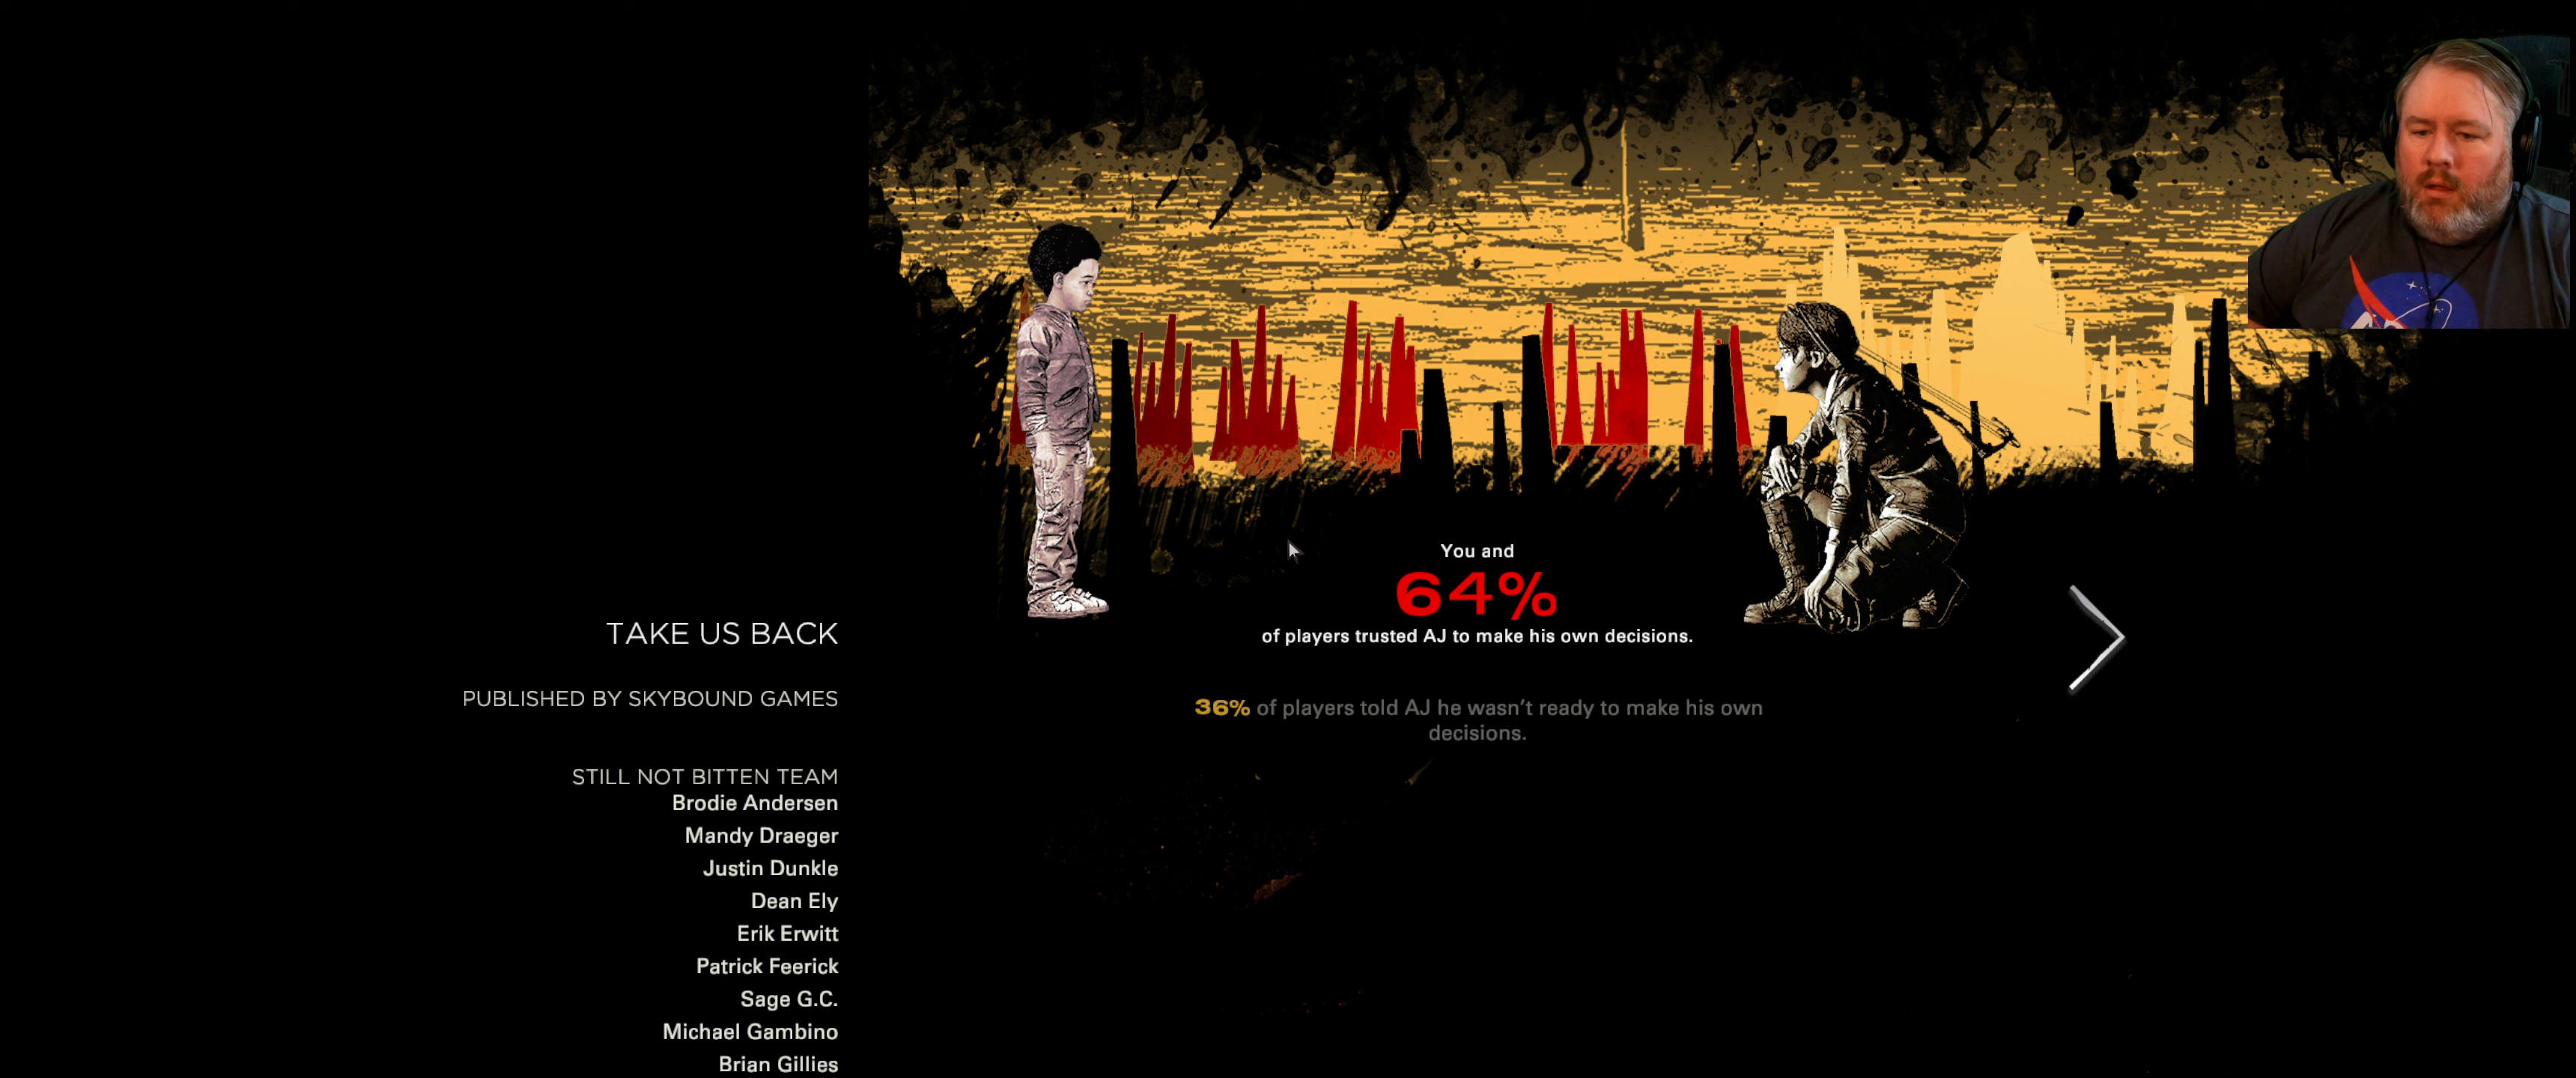 TAKE US BACK
PUBLISHED BY SKYBOUND GAMES
STILL NOT BITTEN TEAM
Brodie Andersen
Mandy Draeger
Justin Dunkle
Dean Ely
Erik Erwitt
Patrick Feerick
Sage G.C.
Michael Gambino
Brian Gillies
You and
64%
of players trusted AJ to make his own decisions.
36% of players told AJ he wasn't ready to make his own
decisions.